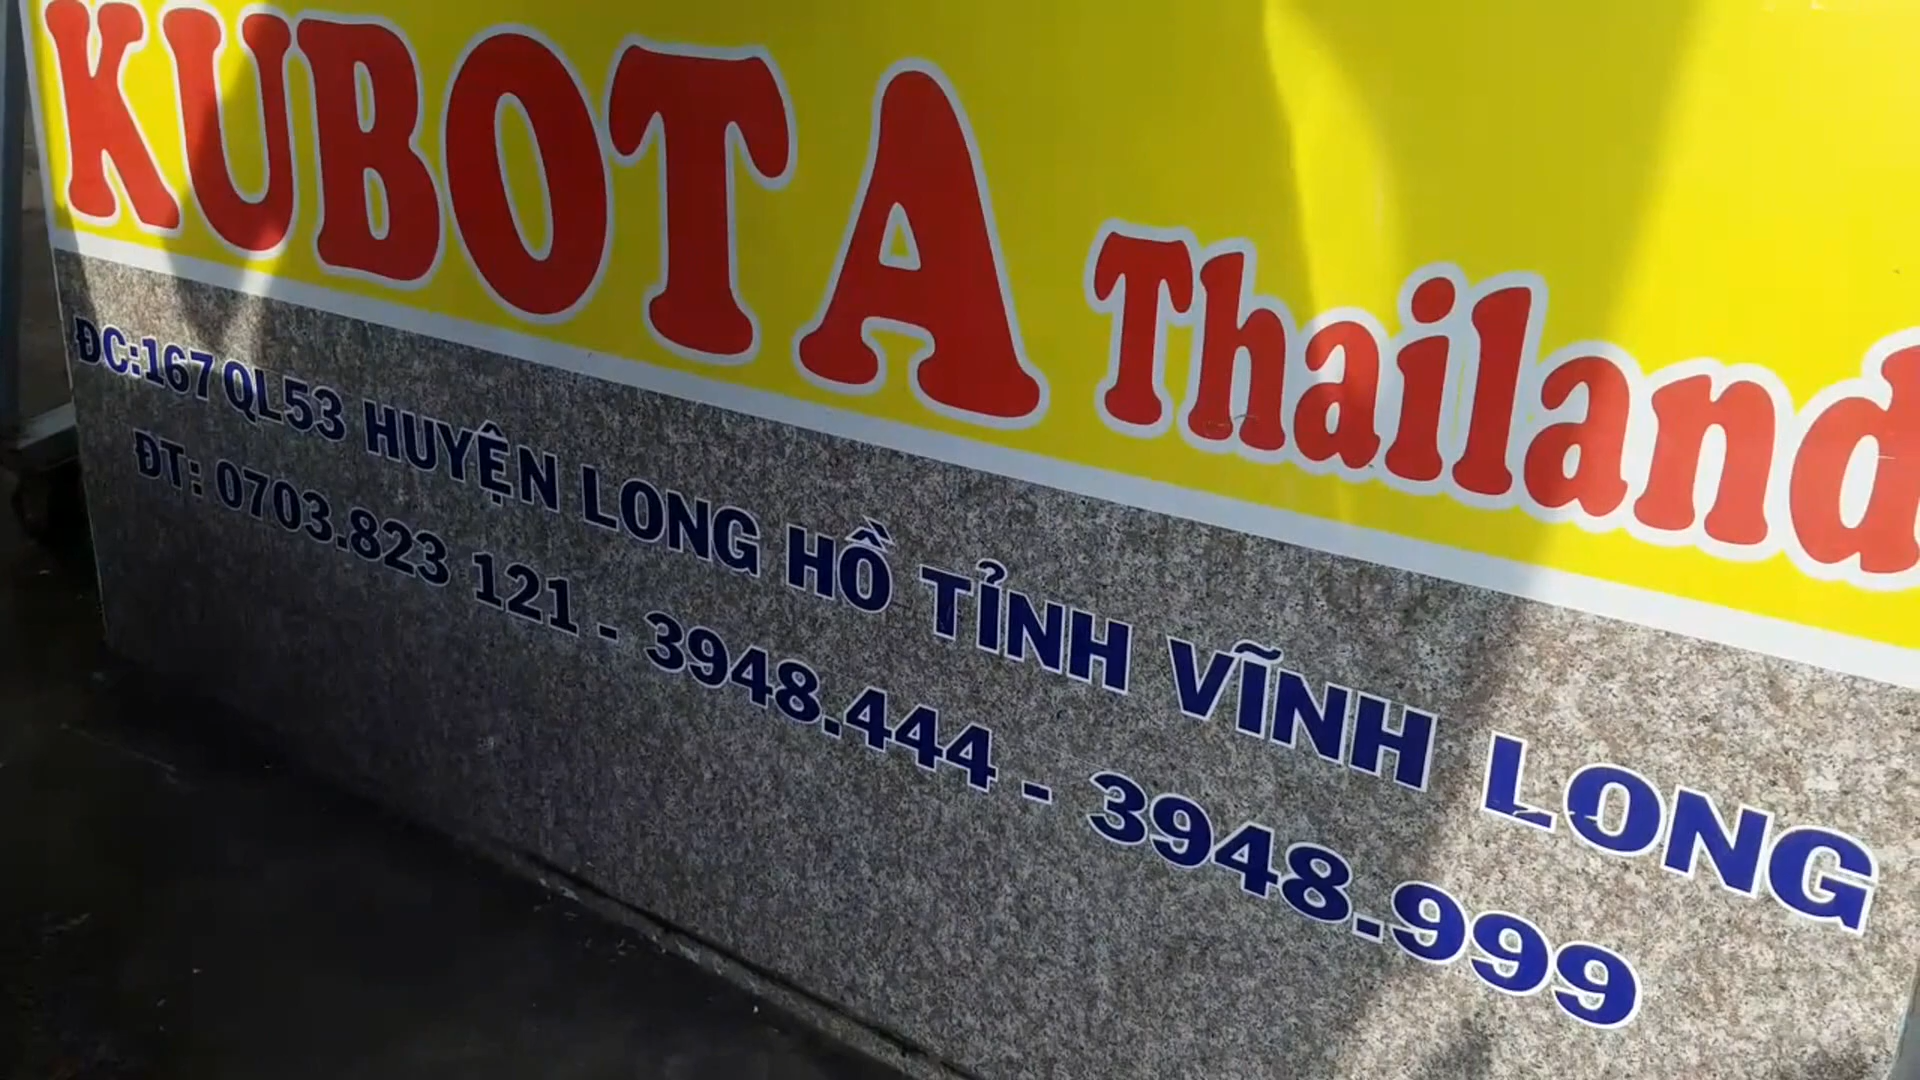 KUBOTA Thailand
ĐC:167 QL53 HUYỆN LONG HỒ TỈNH VĨNH LONG
ĐT: 0703.823 121 - 3948.444 - 3948.999